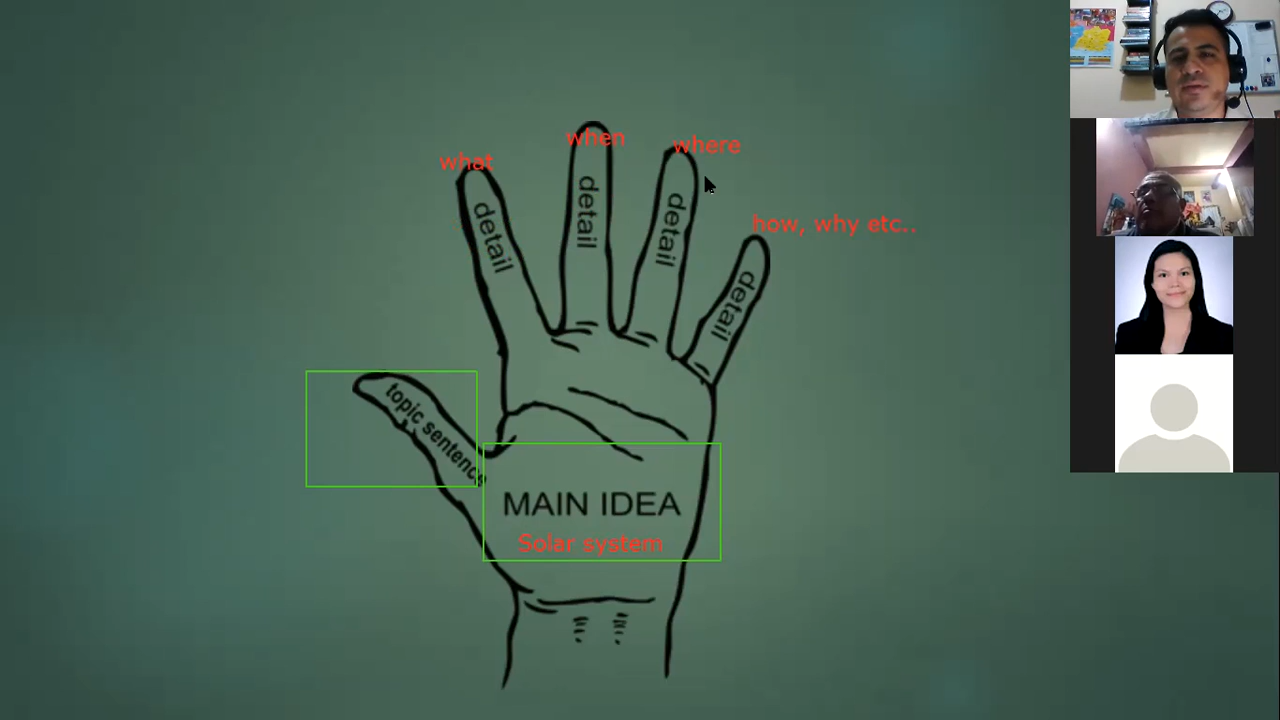 what
when
where
how, why etc..
detail
detail
detail
detail
topic sentence
MAIN IDEA
Solar system